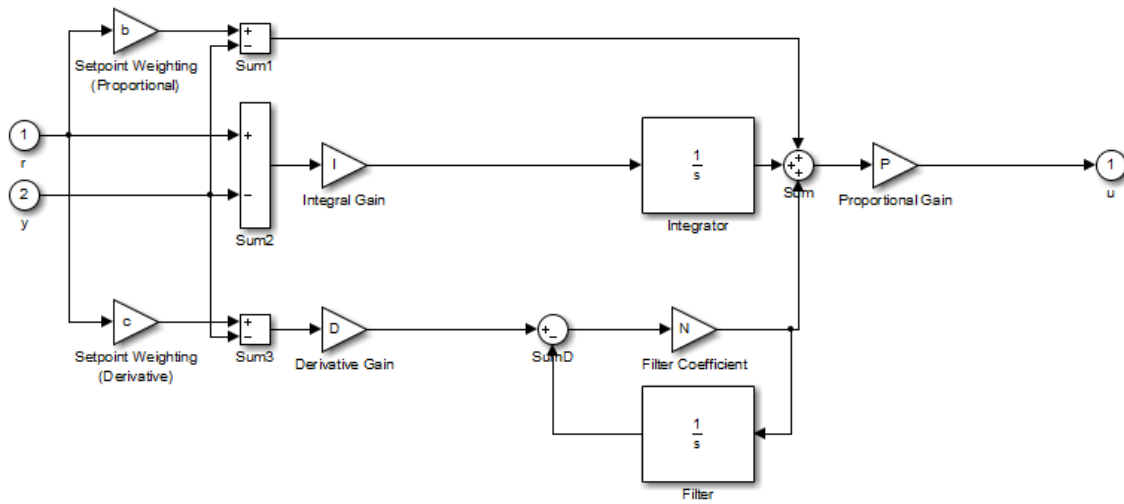 b
+
−
Sum1
Setpoint Weighting
(Proportional)
1
r
2
y
+
−
Sum2
I
Integral Gain
1
s
Integrator
+
+
+
Sum
P
Proportional Gain
1
u
c
Setpoint Weighting
(Derivative)
+
−
Sum3
D
Derivative Gain
+
−
SumD
N
Filter Coefficient
1
s
Filter